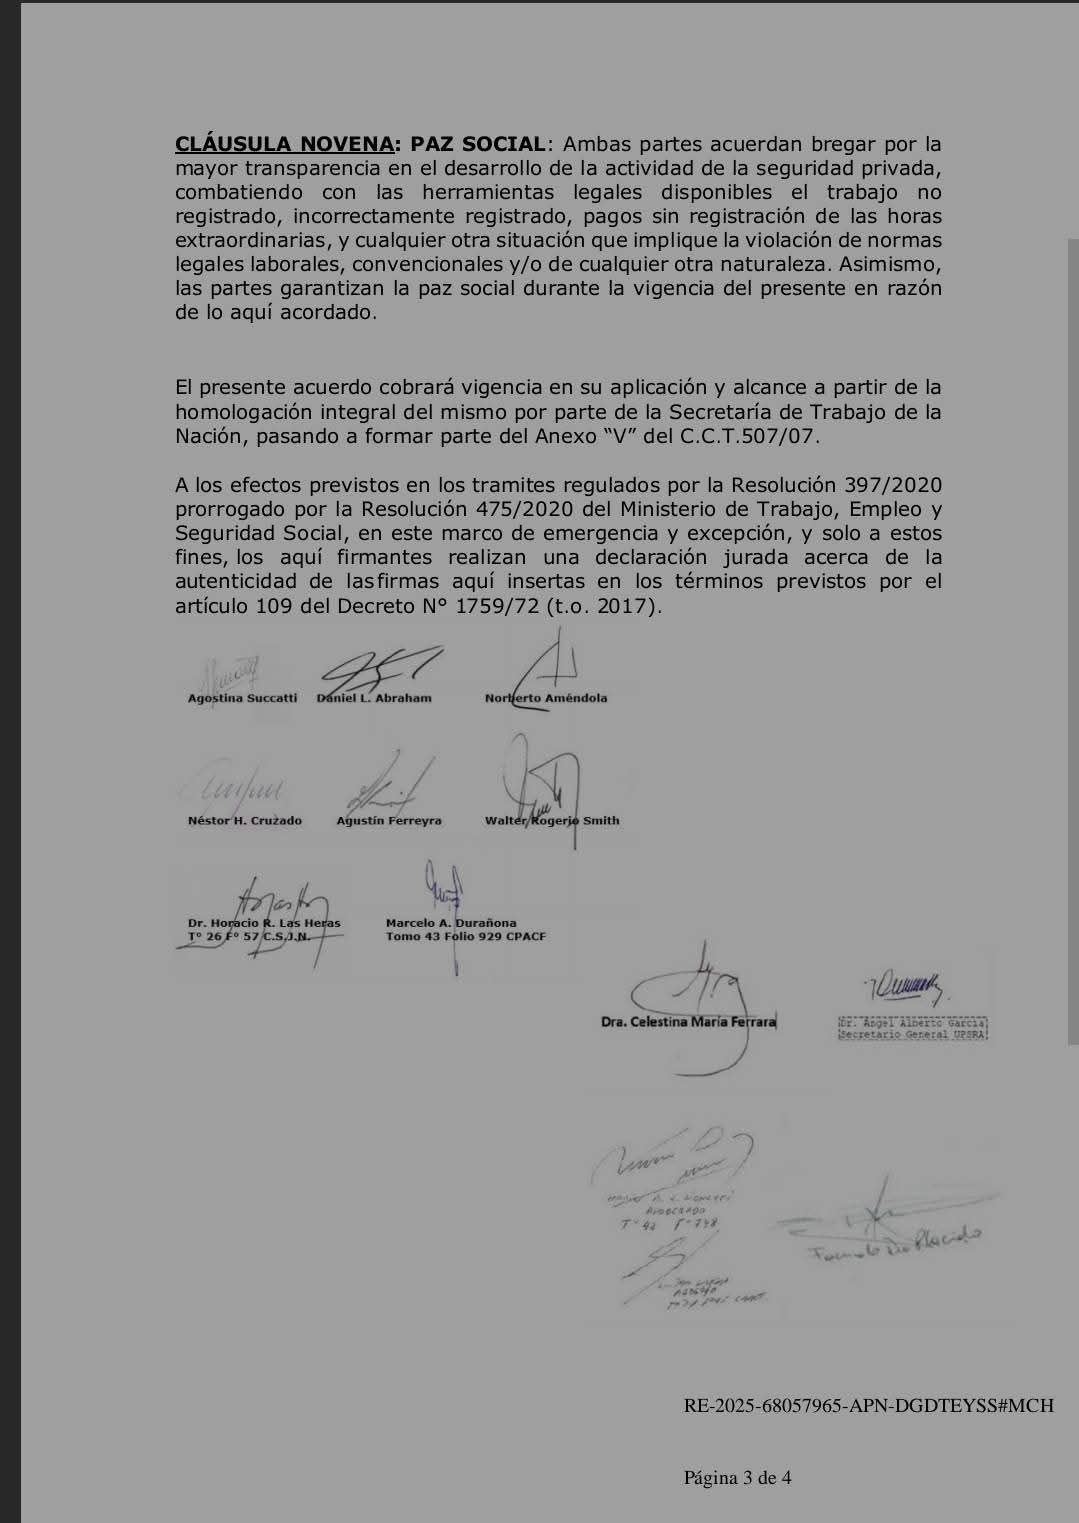 CLÁUSULA NOVENA: PAZ SOCIAL: Ambas partes acuerdan bregar por la
mayor transparencia en el desarrollo de la actividad de la seguridad privada,
combatiendo con las herramientas legales disponibles el trabajo no
registrado, incorrectamente registrado, pagos sin registración de las horas
extraordinarias, y cualquier otra situación que implique la violación de normas
legales laborales, convencionales y/o de cualquier otra naturaleza. Asimismo,
las partes garantizan la paz social durante la vigencia del presente en razón
de lo aquí acordado.
El presente acuerdo cobrará vigencia en su aplicación y alcance a partir de la
homologación integral del mismo por parte de la Secretaría de Trabajo de la
Nación, pasando a formar parte del Anexo “V” del C.C.T.507/07.
A los efectos previstos en los tramites regulados por la Resolución 397/2020
prorrogado por la Resolución 475/2020 del Ministerio de Trabajo, Empleo y
Seguridad Social, en este marco de emergencia y excepción, y solo a estos
fines, los aquí firmantes realizan una declaración jurada acerca de la
autenticidad de las firmas aquí insertas en los términos previstos por el
artículo 109 del Decreto N° 1759/72 (t.o. 2017).
Agostina Succatti Daniel L. Abraham Norberto Améndola
Néstor H. Cruzado Agustín Ferreyra Walter Rogerio Smith
Dr. Horacio R. Las Heras Marcelo A. Durañona
T° 26 F° 57 C.S.J.N. Tomo 43 Folio 929 CPACF
Dra. Celestina María Ferrara Dr. Angel Alberto García
Secretario General UPSRA
ABOGADO
ABOGADO
RE-2025-68057965-APN-DGDTEYSS#MCH
Página 3 de 4